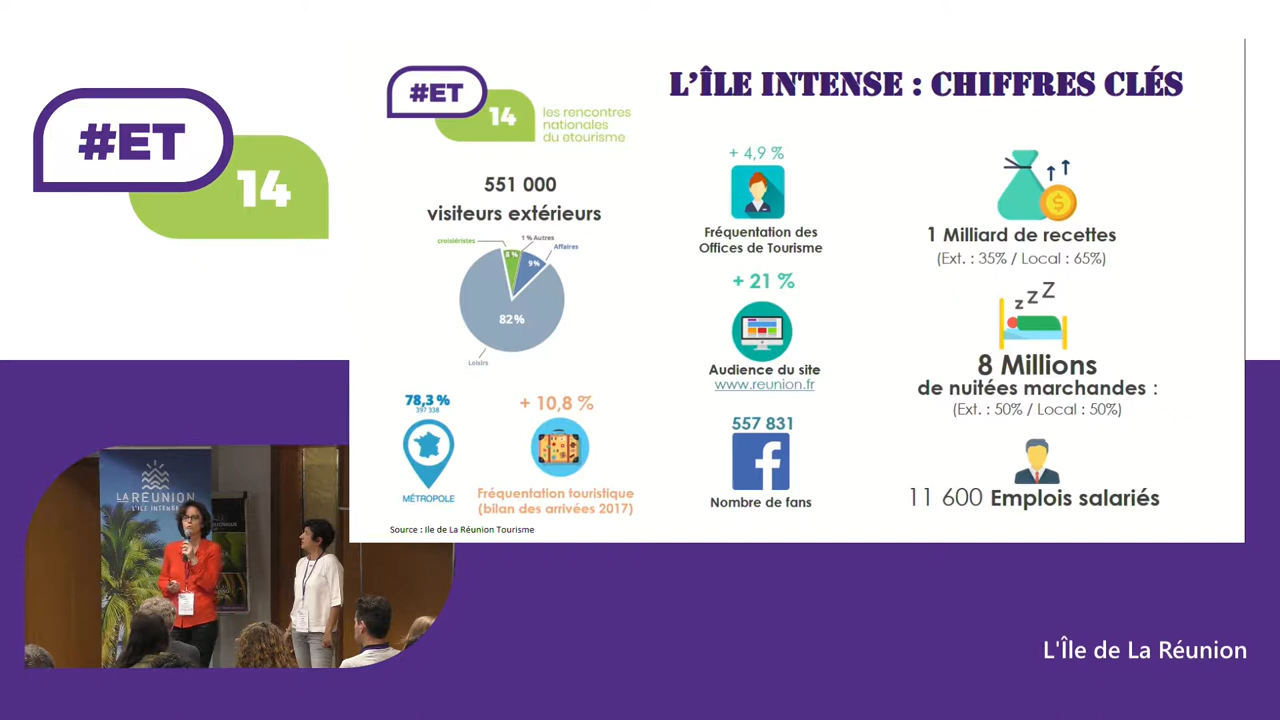 #ET
14
#ET
14
les rencontres
nationales
du etourisme
L'ÎLE INTENSE : CHIFFRES CLÉS
551 000
visiteurs extérieurs
croisiéristes
1 % Autres
Affaires
8 %
9%
82%
Loisirs
78,3 %
397 338
MÉTROPOLE
+ 10,8 %
Fréquentation touristique
(bilan des arrivées 2017)
Source : Ile de La Réunion Tourisme
+ 4,9 %
Fréquentation des
Offices de Tourisme
+ 21 %
Audience du site
www.reunion.fr
557 831
f
Nombre de fans
$
1 Milliard de recettes
(Ext. : 35% / Local : 65%)
z z Z
8 Millions
de nuitées marchandes :
(Ext. : 50% / Local : 50%)
11 600 Emplois salariés
LA RÉUNION
L'ÎLE INTENSE
L'Île de La Réunion